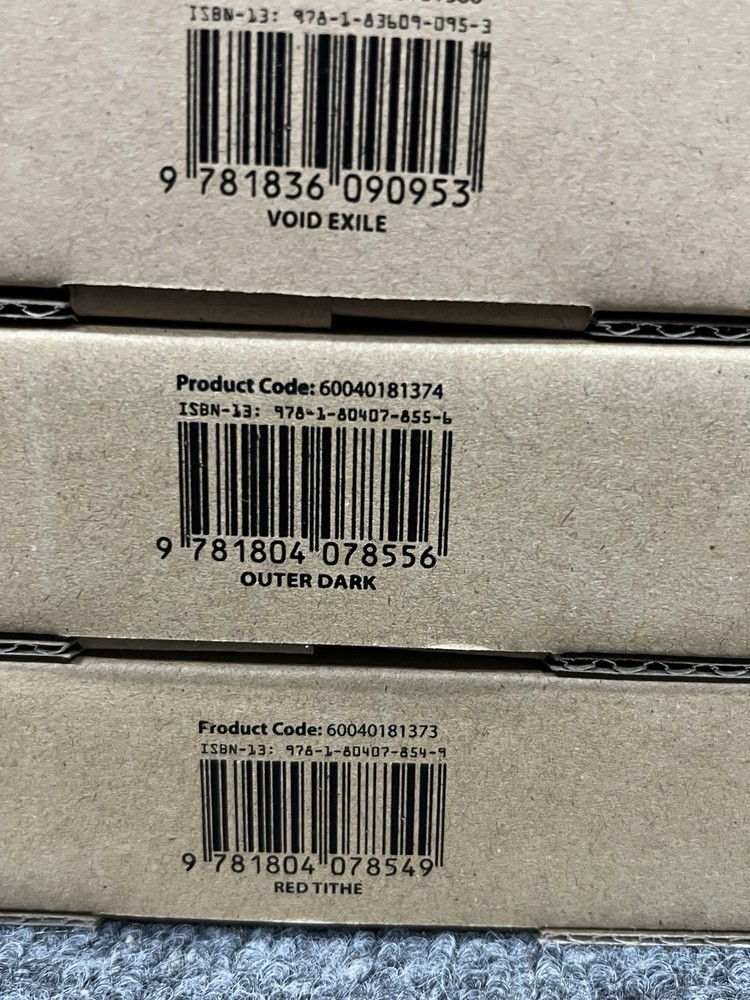 ISBN-13: 978-1-83609-095-3
9 781836 090953
VOID EXILE
Product Code: 60040181374
ISBN-13: 978-1-80407-855-6
9 781804 078556
OUTER DARK
Product Code: 60040181373
ISBN-13: 978-1-80407-854-9
9 781804 078549
RED TITHE